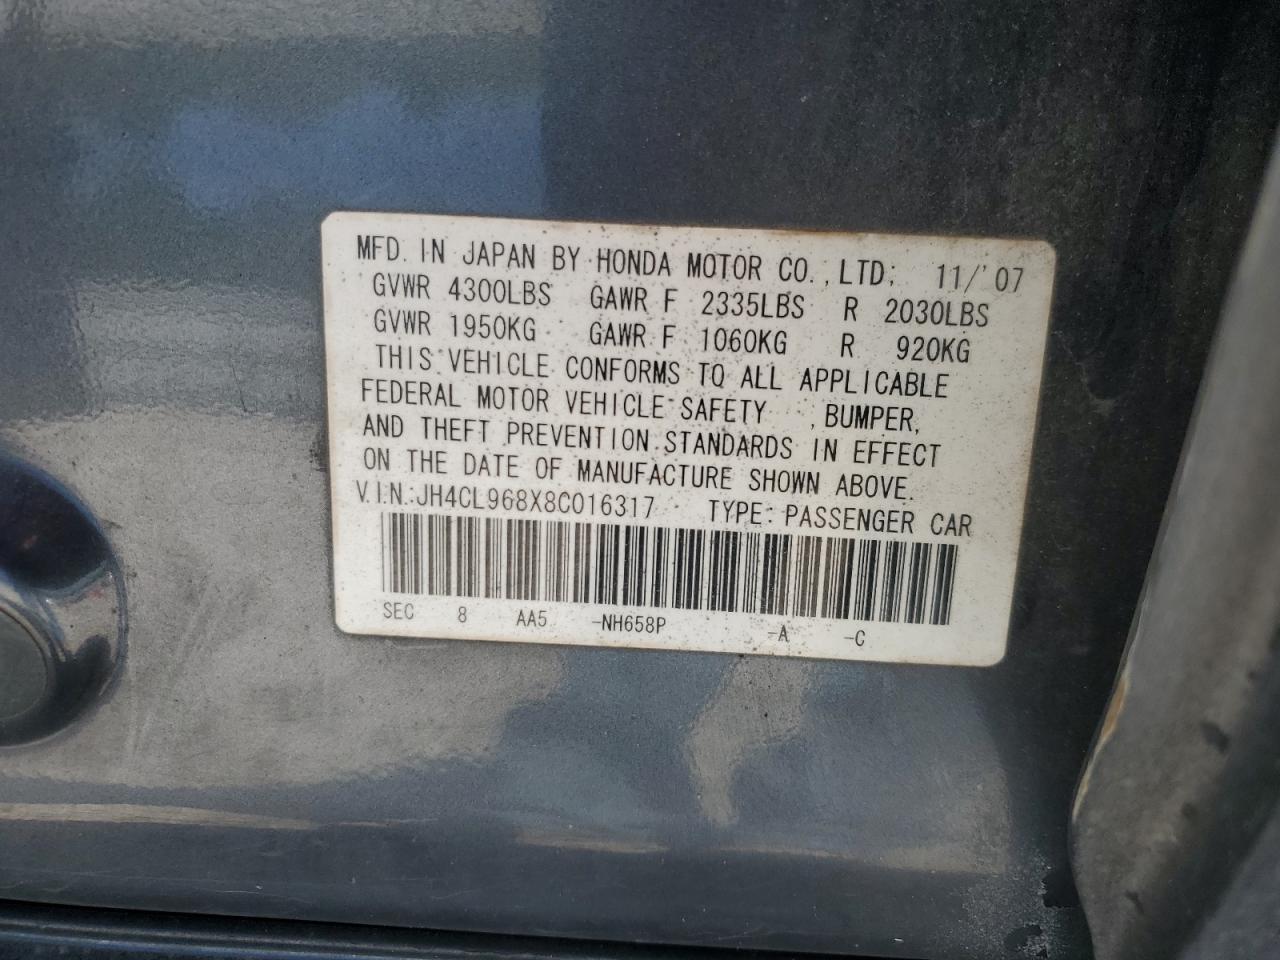 MFD. IN JAPAN BY HONDA MOTOR CO., LTD; 11/'07
GVWR 4300LBS GAWR F 2335LBS R 2030LBS
GVWR 1950KG GAWR F 1060KG R 920KG
THIS VEHICLE CONFORMS TO ALL APPLICABLE
FEDERAL MOTOR VEHICLE SAFETY , BUMPER,
AND THEFT PREVENTION STANDARDS IN EFFECT
ON THE DATE OF MANUFACTURE SHOWN ABOVE.
V.I.N.:JH4CL968X8C016317 TYPE: PASSENGER CAR
SEC 8 AA5 -NH658P -A -C